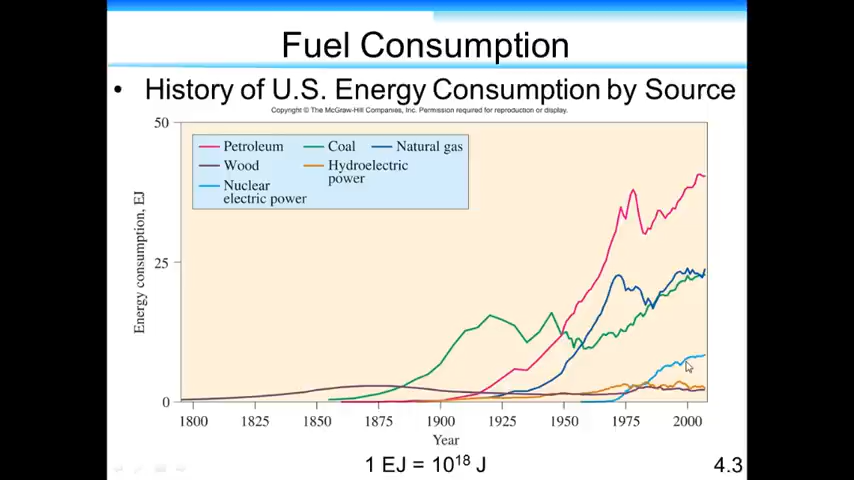 Fuel Consumption
• History of U.S. Energy Consumption by Source
Copyright © The McGraw-Hill Companies, Inc. Permission required for reproduction or display.
50
Petroleum
Coal
Natural gas
Wood
Hydroelectric
power
Nuclear
electric power
Energy consumption, EJ
25
0
1800 1825 1850 1875 1900 1925 1950 1975 2000
Year
1 EJ = 10¹⁸ J
4.3